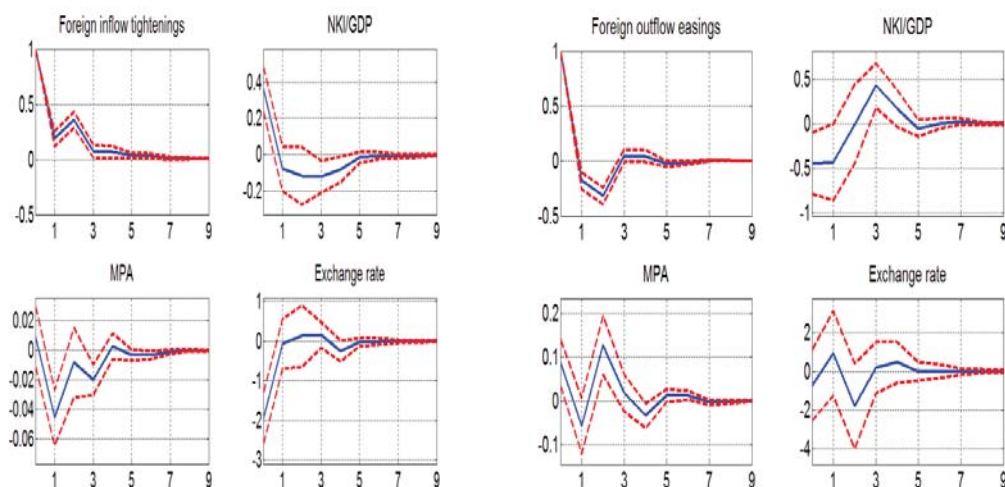 Foreign inflow tightenings
NKI/GDP
Foreign outflow easings
NKI/GDP
1
0.5
0
-0.5
1 3 5 7 9
0.4
0.2
0
-0.2
1 3 5 7 9
1
0.5
0
-0.5
1 3 5 7 9
0.5
0
-0.5
-1
1 3 5 7 9
MPA
Exchange rate
MPA
Exchange rate
0.02
0
-0.02
-0.04
-0.06
1 3 5 7 9
1
0
-1
-2
-3
1 3 5 7 9
0.2
0.1
0
-0.1
1 3 5 7 9
2
0
-2
-4
1 3 5 7 9